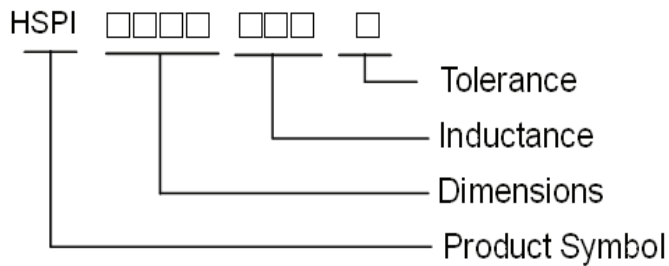 HSPI □□□□ □□□ □
Tolerance
Inductance
Dimensions
Product Symbol